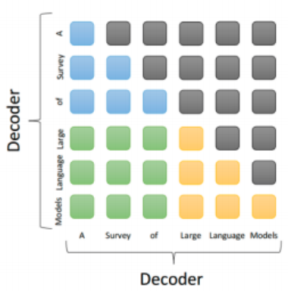 A
Survey
of
Large
Language
Models
Decoder
A Survey of Large Language Models
Decoder